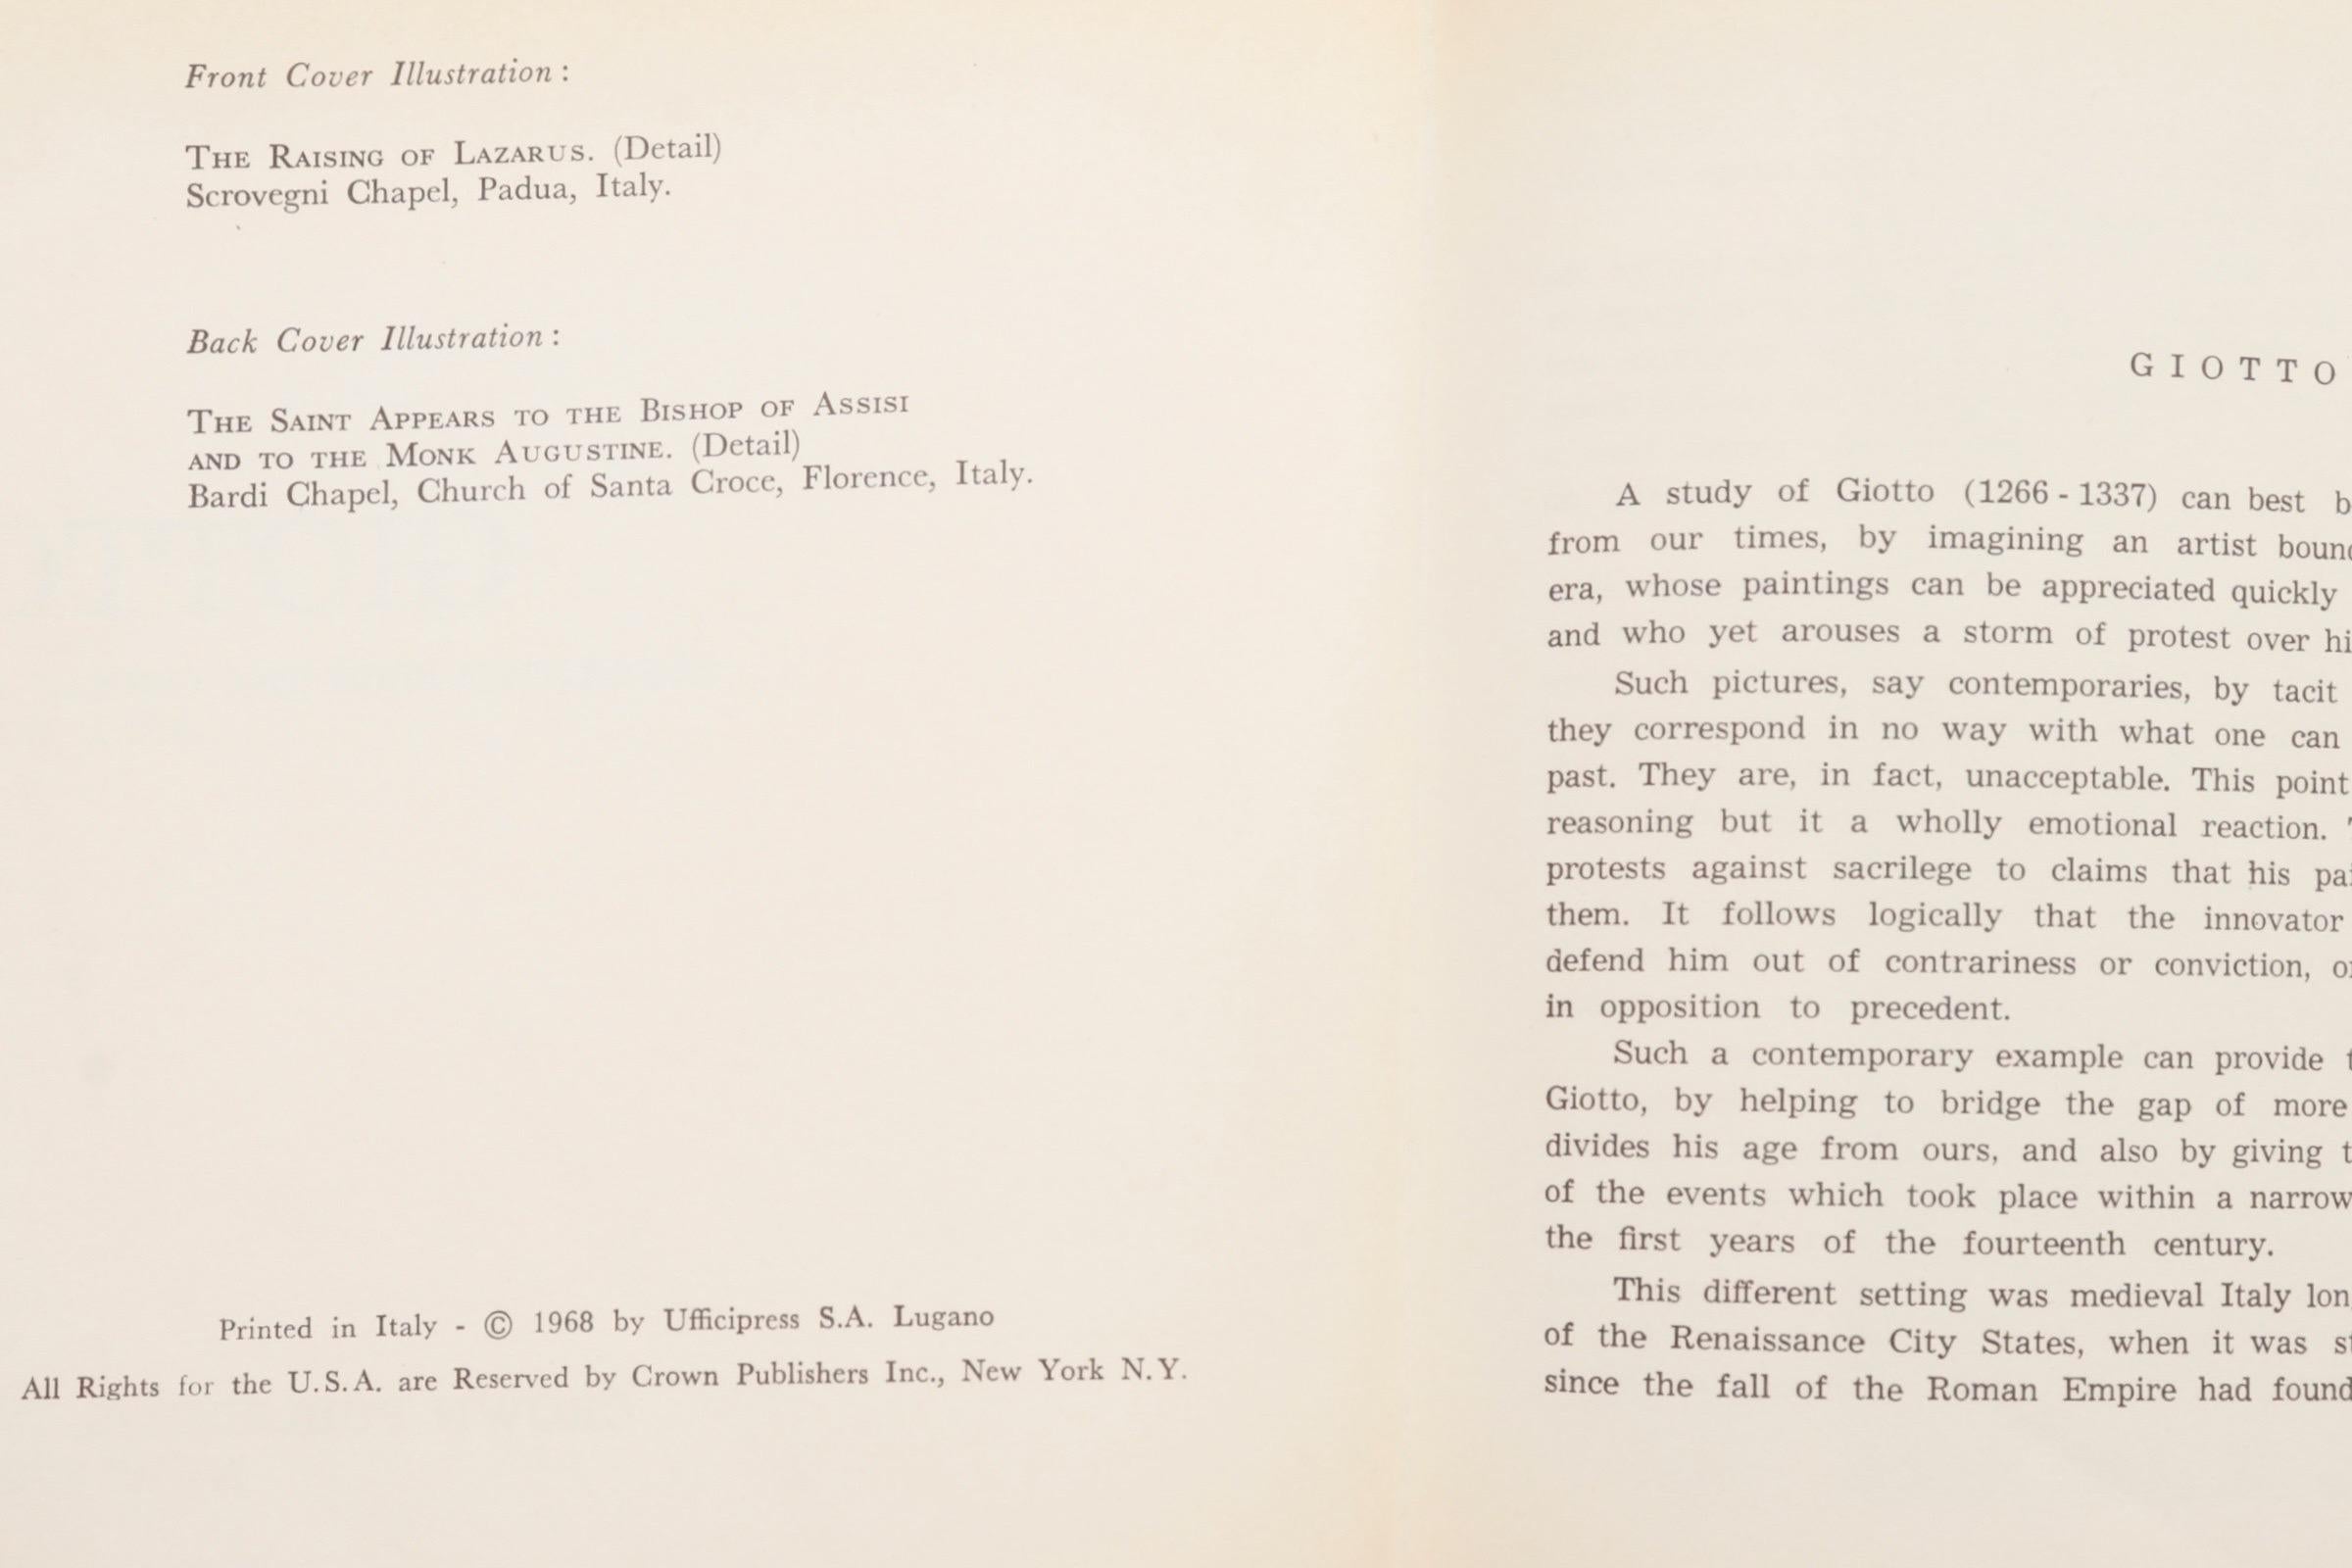 Front Cover Illustration:
THE RAISING OF LAZARUS. (Detail)
Scrovegni Chapel, Padua, Italy.
Back Cover Illustration:
THE SAINT APPEARS TO THE BISHOP OF ASSISI
AND TO THE MONK AUGUSTINE. (Detail)
Bardi Chapel, Church of Santa Croce, Florence, Italy.
Printed in Italy - © 1968 by Ufficipress S.A. Lugano
All Rights for the U.S.A. are Reserved by Crown Publishers Inc., New York N.Y.
GIOTTO
A study of Giotto (1266 - 1337) can best
from our times, by imagining an artist
era, whose paintings can be appreciated quickly
and who yet arouses a storm of protest over
Such pictures, say contemporaries, by tacit
they correspond in no way with what one can
past. They are, in fact, unacceptable. This point
reasoning but it a wholly emotional reaction.
protests against sacrilege to claims that his
them. It follows logically that the innovator
defend him out of contrariness or conviction,
in opposition to precedent.
Such a contemporary example can provide
Giotto, by helping to bridge the gap of more
divides his age from ours, and also by giving
of the events which took place within a narrow
the first years of the fourteenth century.
This different setting was medieval Italy
of the Renaissance City States, when it was
since the fall of the Roman Empire had found